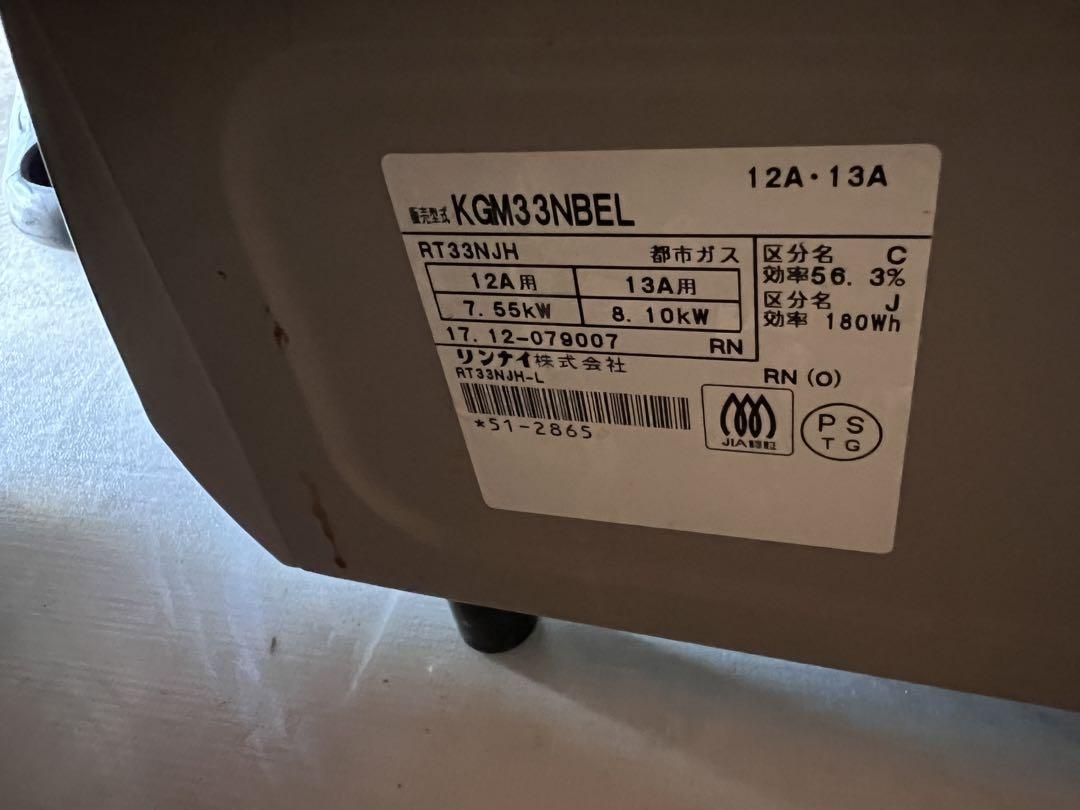 12A・13A
販売型式 KGM33NBEL
RT33NJH 都市ガス
12A用 13A用
7.55kW 8.10kW
17.12-079007 RN
区分名 C
効率56.3%
区分名 J
効率 180Wh
リンナイ株式会社
RT33NJH-L
RN(O)
*51-2865
JIA認証
PS
TG